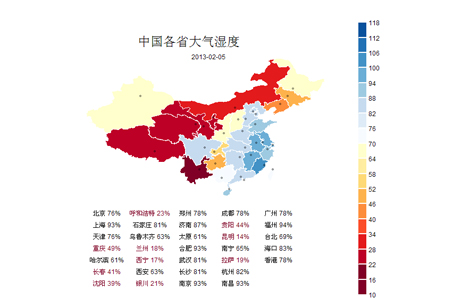 中国各省大气湿度
2013-02-05
118
112
106
100
94
88
82
76
70
64
58
52
46
40
34
28
22
16
10
北京 76% 呼和浩特 23% 郑州 78% 成都 78% 广州 78%
上海 93% 石家庄 81% 济南 87% 贵阳 44% 福州 94%
天津 76% 乌鲁木齐 63% 太原 61% 昆明 14% 台北 69%
重庆 49% 兰州 18% 合肥 93% 南宁 65% 海口 83%
哈尔滨 61% 西宁 17% 武汉 81% 拉萨 19% 香港 78%
长春 41% 西安 63% 长沙 81% 杭州 82%
沈阳 39% 银川 21% 南京 93% 南昌 93%